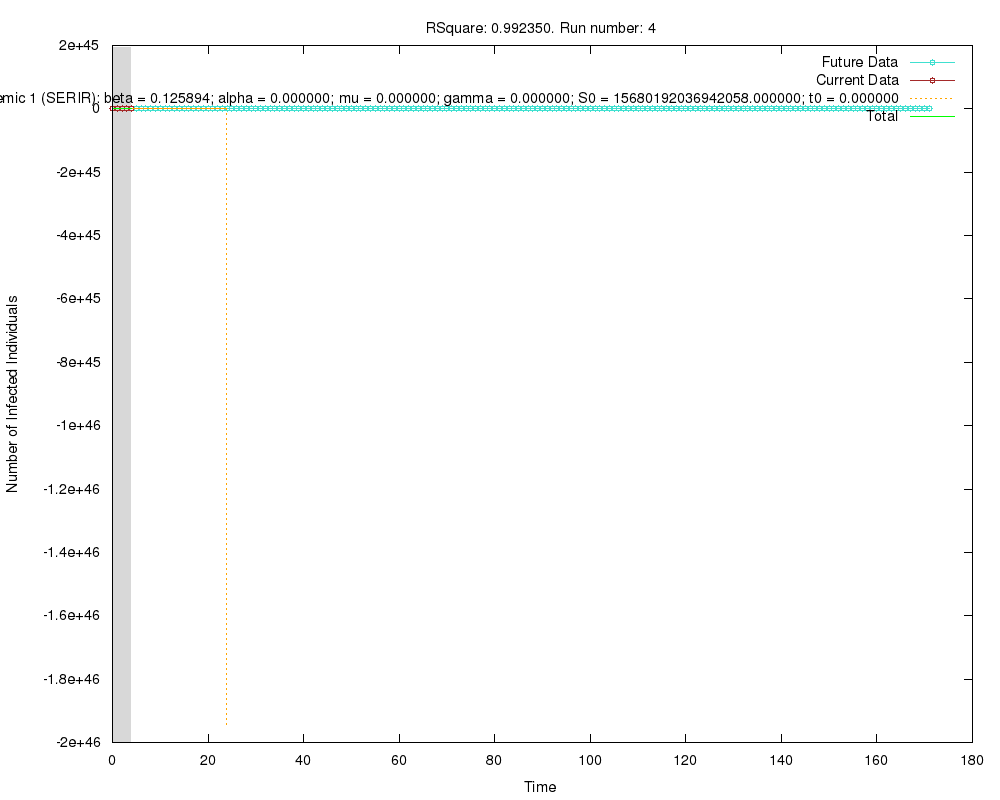 RSquare: 0.992350. Run number: 4
2e+45
Future Data
Current Data
emic 1 (SERIR); beta = 0.125894; alpha = 0.000000; mu = 0.000000; gamma = 0.000000; S0 = 15680192036942058.000000; t0 = 0.000000
0
Total
-2e+45
-4e+45
-6e+45
-8e+45
-1e+46
-1.2e+46
-1.4e+46
-1.6e+46
-1.8e+46
-2e+46
Number of Infected Individuals
0 20 40 60 80 100 120 140 160 180
Time